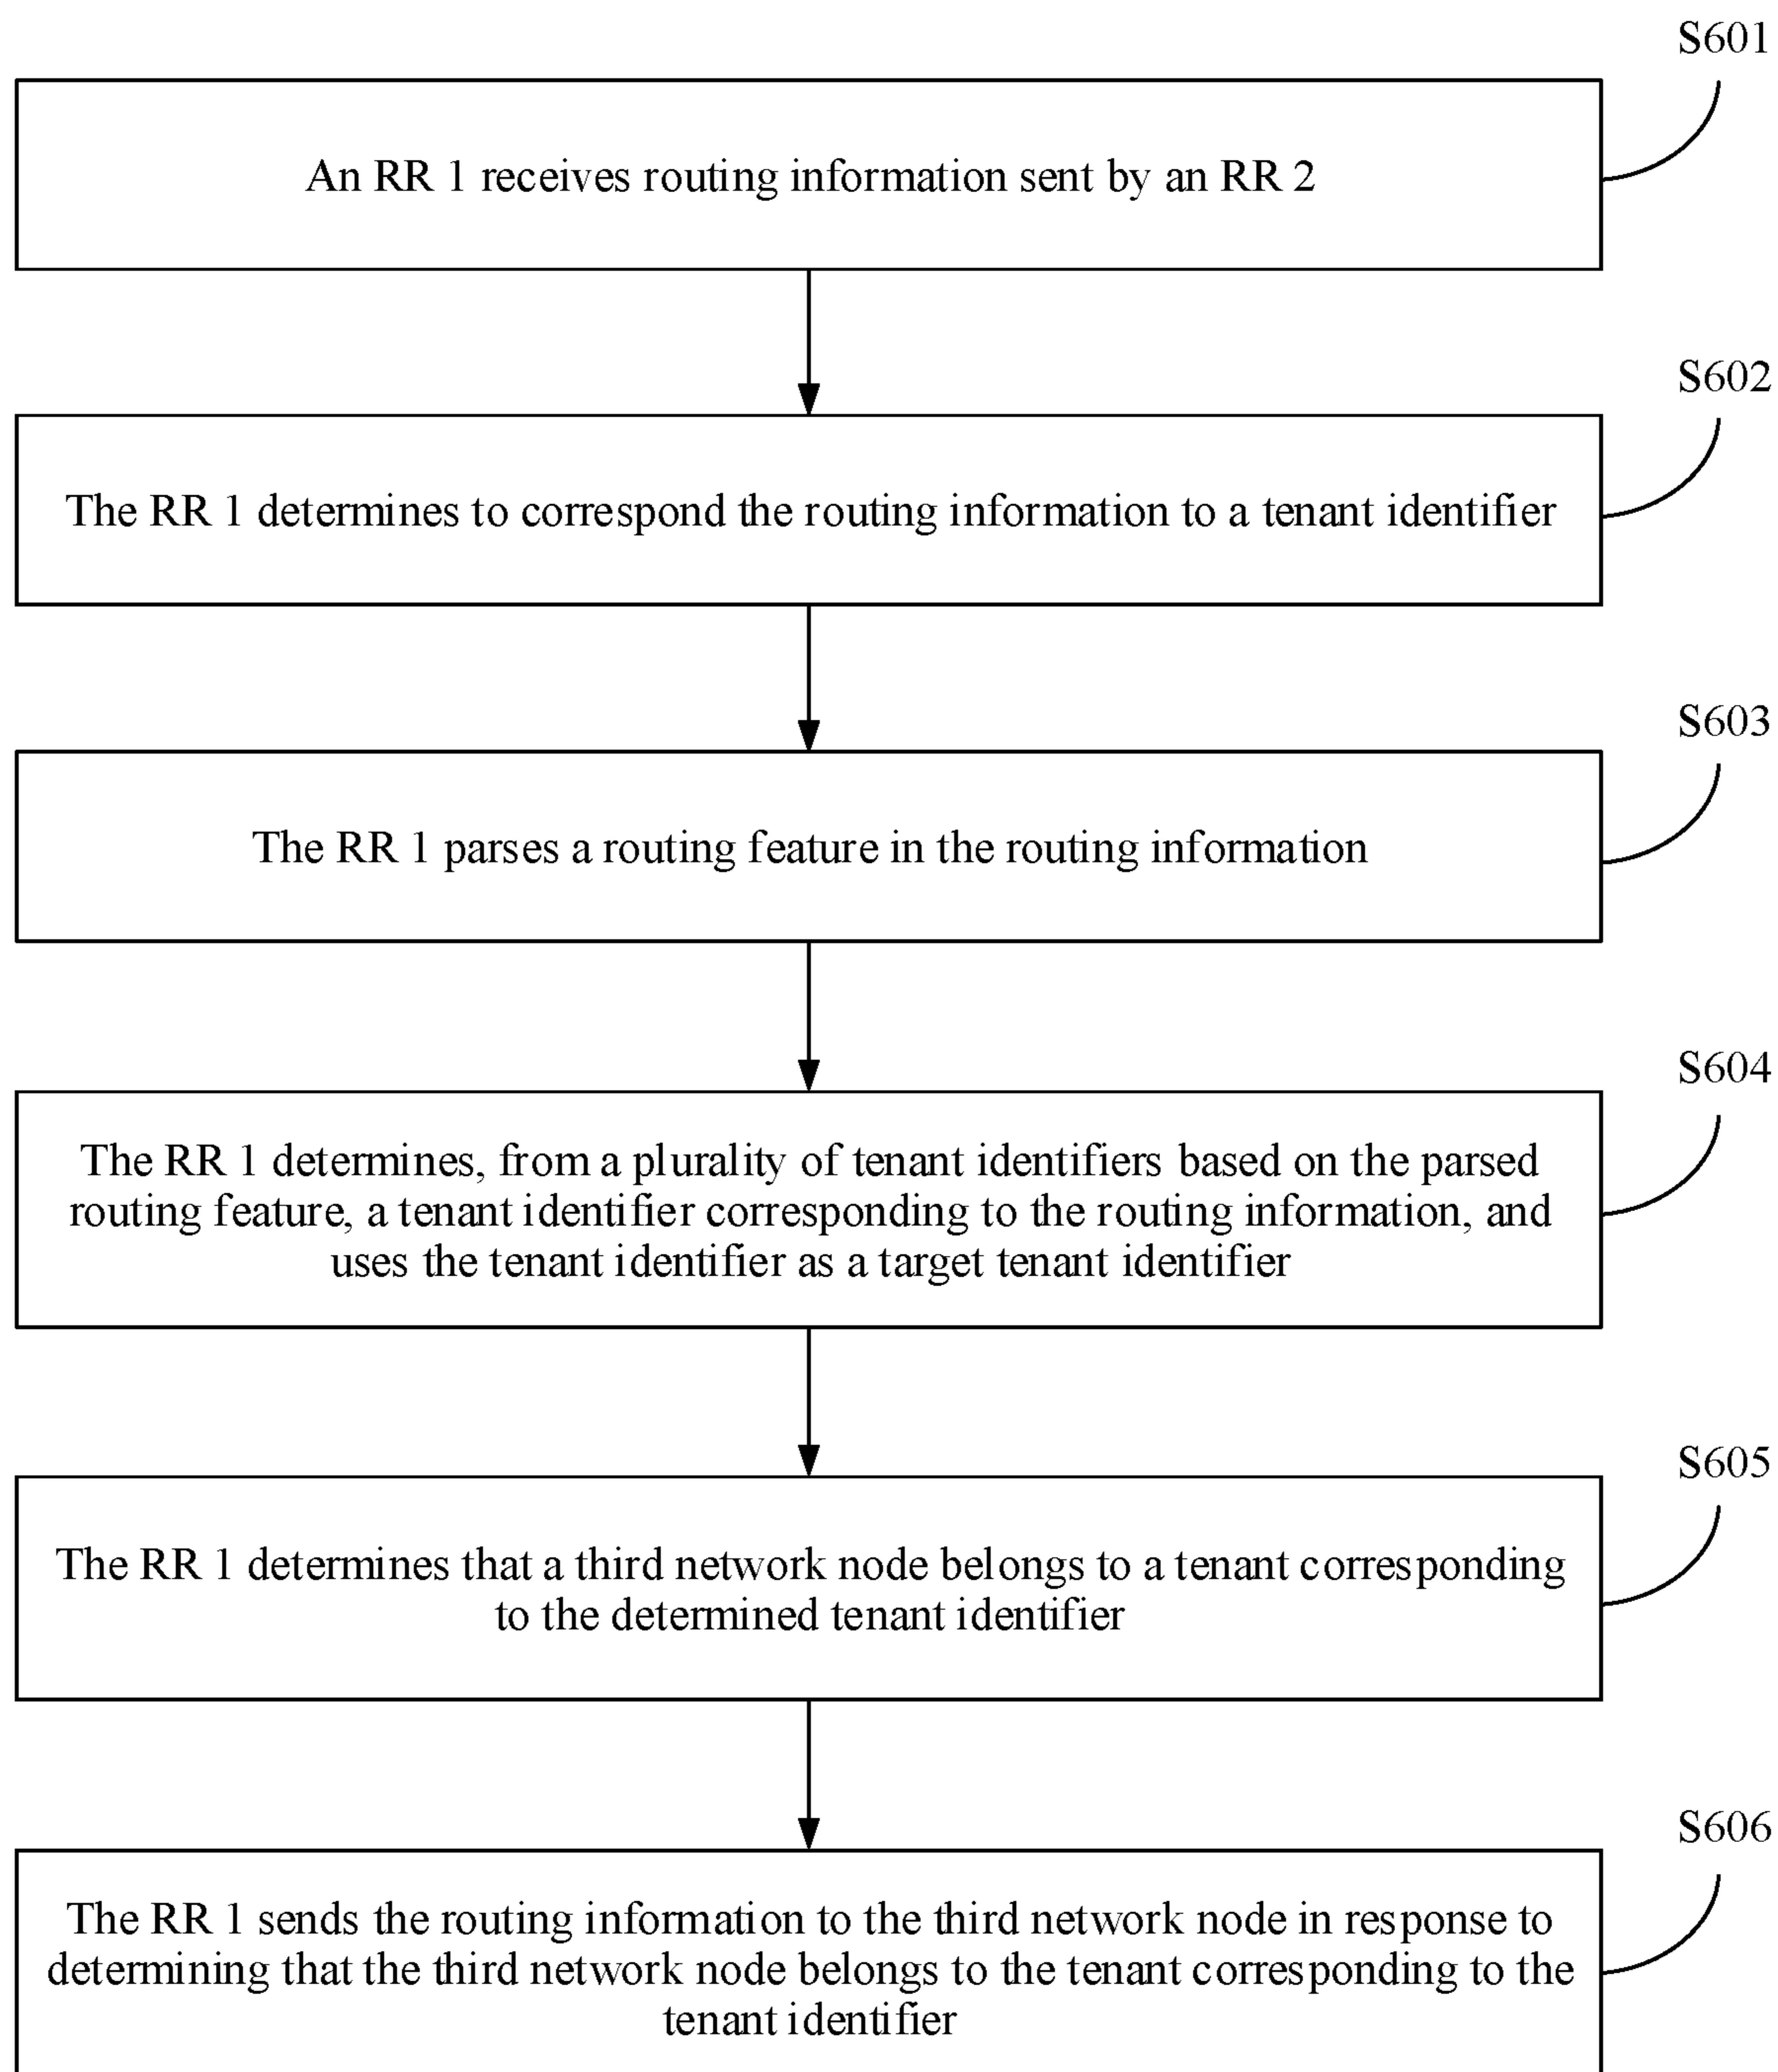 S601
An RR 1 receives routing information sent by an RR 2
S602
The RR 1 determines to correspond the routing information to a tenant identifier
S603
The RR 1 parses a routing feature in the routing information
S604
The RR 1 determines, from a plurality of tenant identifiers based on the parsed
routing feature, a tenant identifier corresponding to the routing information, and
uses the tenant identifier as a target tenant identifier
S605
The RR 1 determines that a third network node belongs to a tenant corresponding
to the determined tenant identifier
S606
The RR 1 sends the routing information to the third network node in response to
determining that the third network node belongs to the tenant corresponding to the
tenant identifier